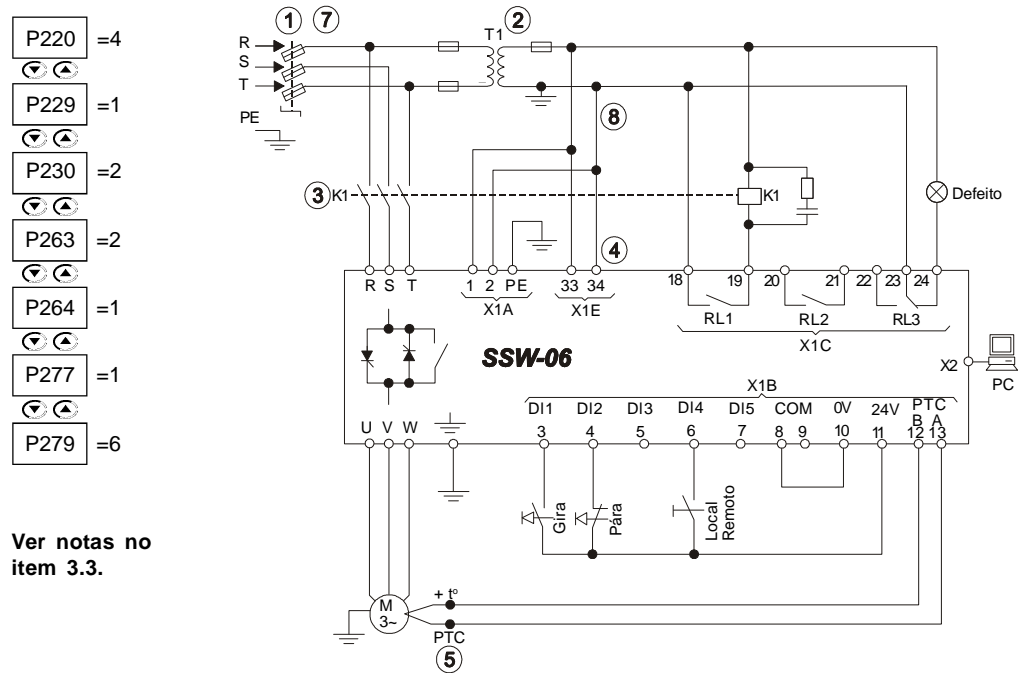 P220 =4
P229 =1
P230 =2
P263 =2
P264 =1
P277 =1
P279 =6
Ver notas no
item 3.3.
1 7 2
R
S
T
PE
T1
8
3 K1
K1
Defeito
4
R S T
1 2 PE
X1A
33 34
X1E
18 19 20 21 22 23 24
RL1 RL2 RL3
X1C
SSW-06
X2
PC
X1B
DI1 DI2 DI3 DI4 DI5 COM 0V 24V PTC
B A
3 4 5 6 7 8 9 10 11 12 13
U V W
Gira
Pára
Local
Remoto
M
3~
+ tº
PTC
5